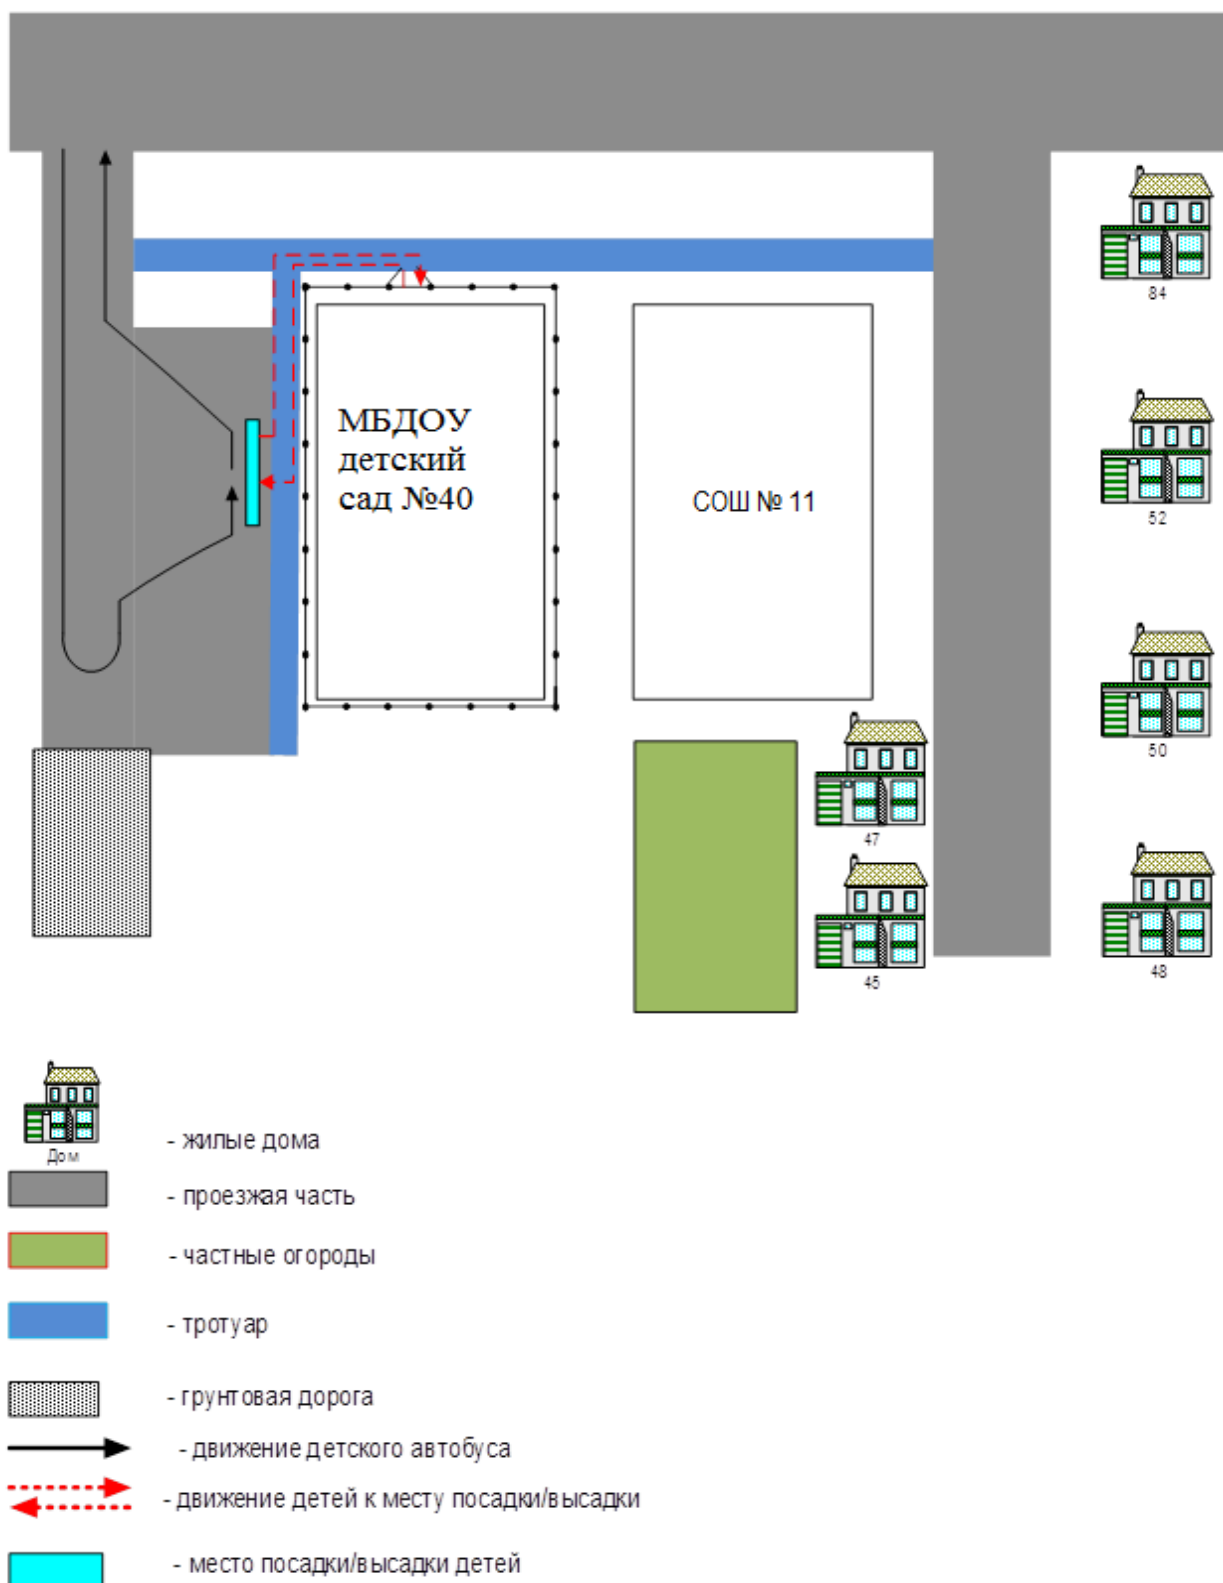 84
МБДОУ
детский
сад №40
СОШ № 11
52
50
47
45
48
Дом
- жилые дома
- проезжая часть
- частные огороды
- тротуар
- грунтовая дорога
- движение детского автобуса
- движение детей к месту посадки/высадки
- место посадки/высадки детей